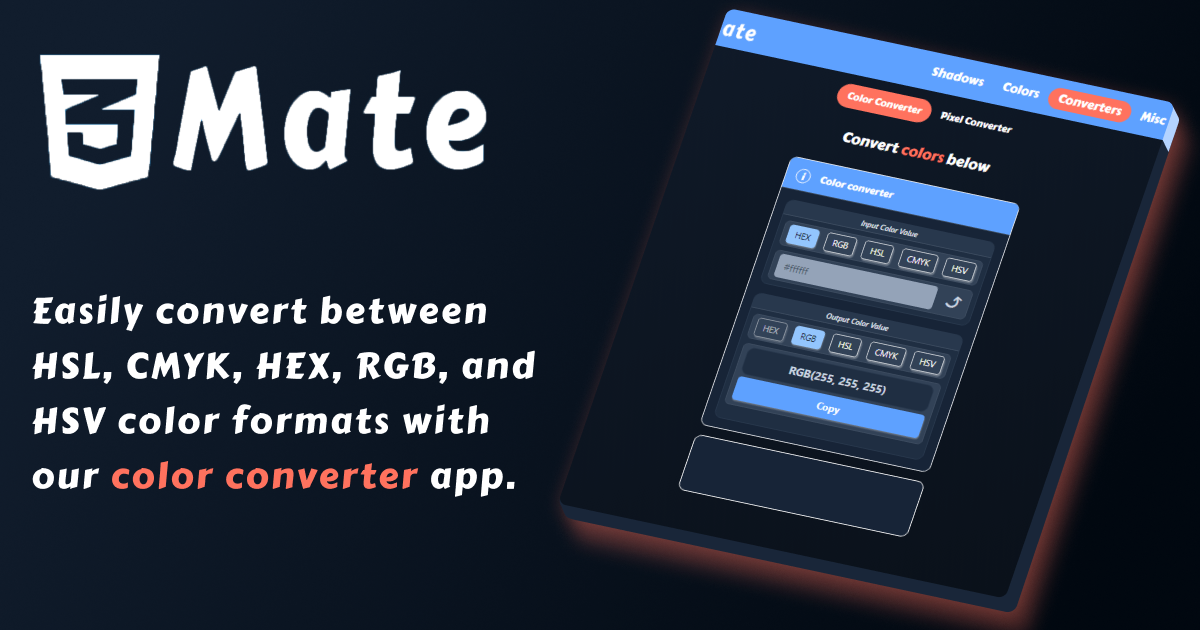 Mate
Easily convert between
HSL, CMYK, HEX, RGB, and
HSV color formats with
our color converter app.
ate
Shadows Colors Converters Misc
Color Converter Pixel Converter
Convert colors below
i Color converter
Input Color Value
HEX RGB HSL CMYK HSV
#ffffff
Output Color Value
HEX RGB HSL CMYK HSV
RGB(255, 255, 255)
Copy